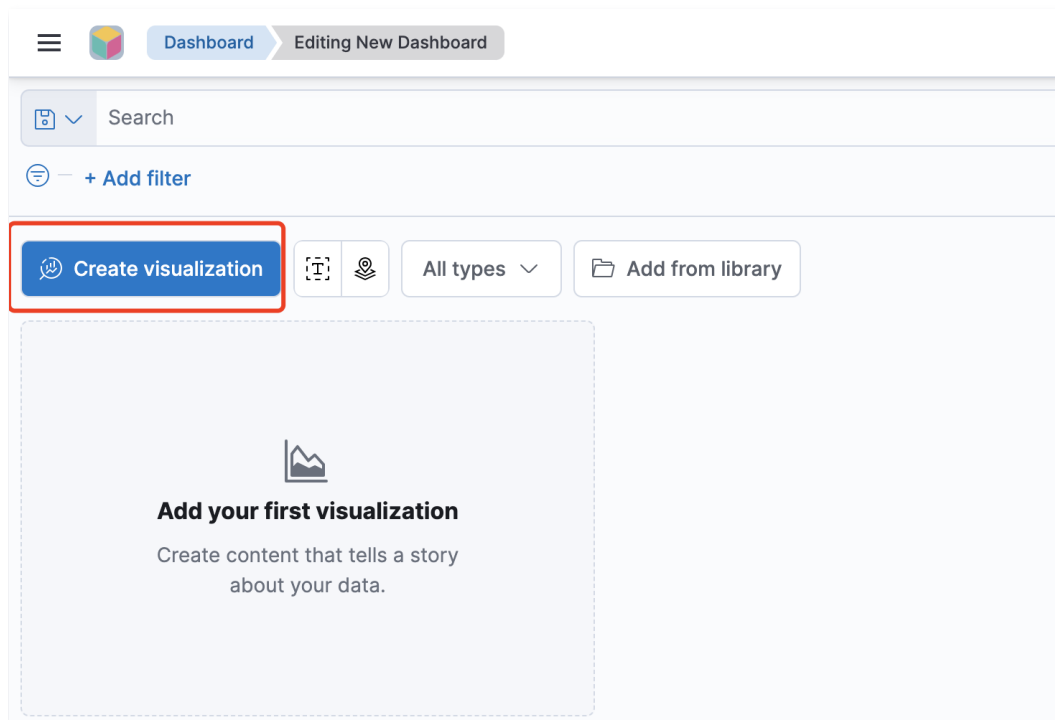 Dashboard
Editing New Dashboard
Search
+ Add filter
Create visualization
All types
Add from library
Add your first visualization
Create content that tells a story
about your data.